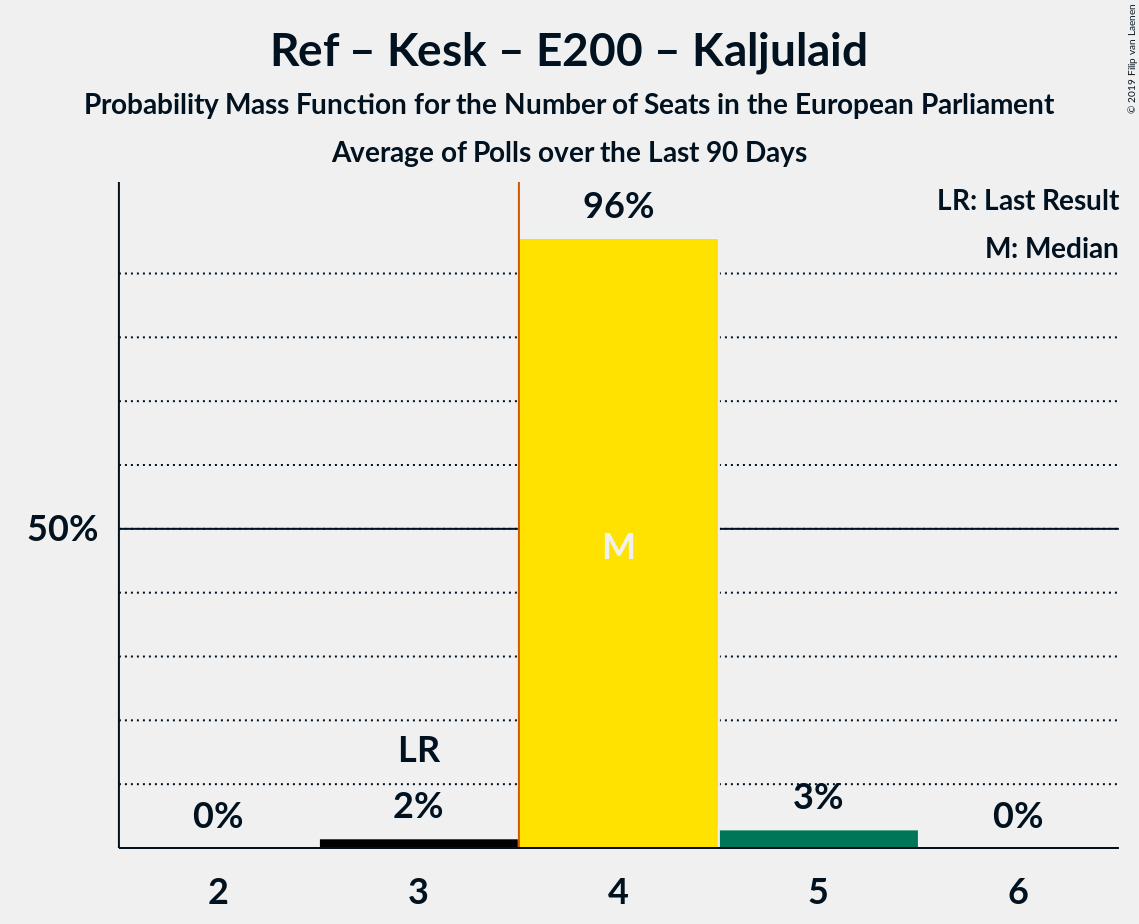 Ref – Kesk – E200 – Kaljulaid
Probability Mass Function for the Number of Seats in the European Parliament
Average of Polls over the Last 90 Days
© 2019 Filip van Laenen
LR: Last Result
M: Median
96%
50%
M
LR
0%
2%
3%
0%
2
3
4
5
6